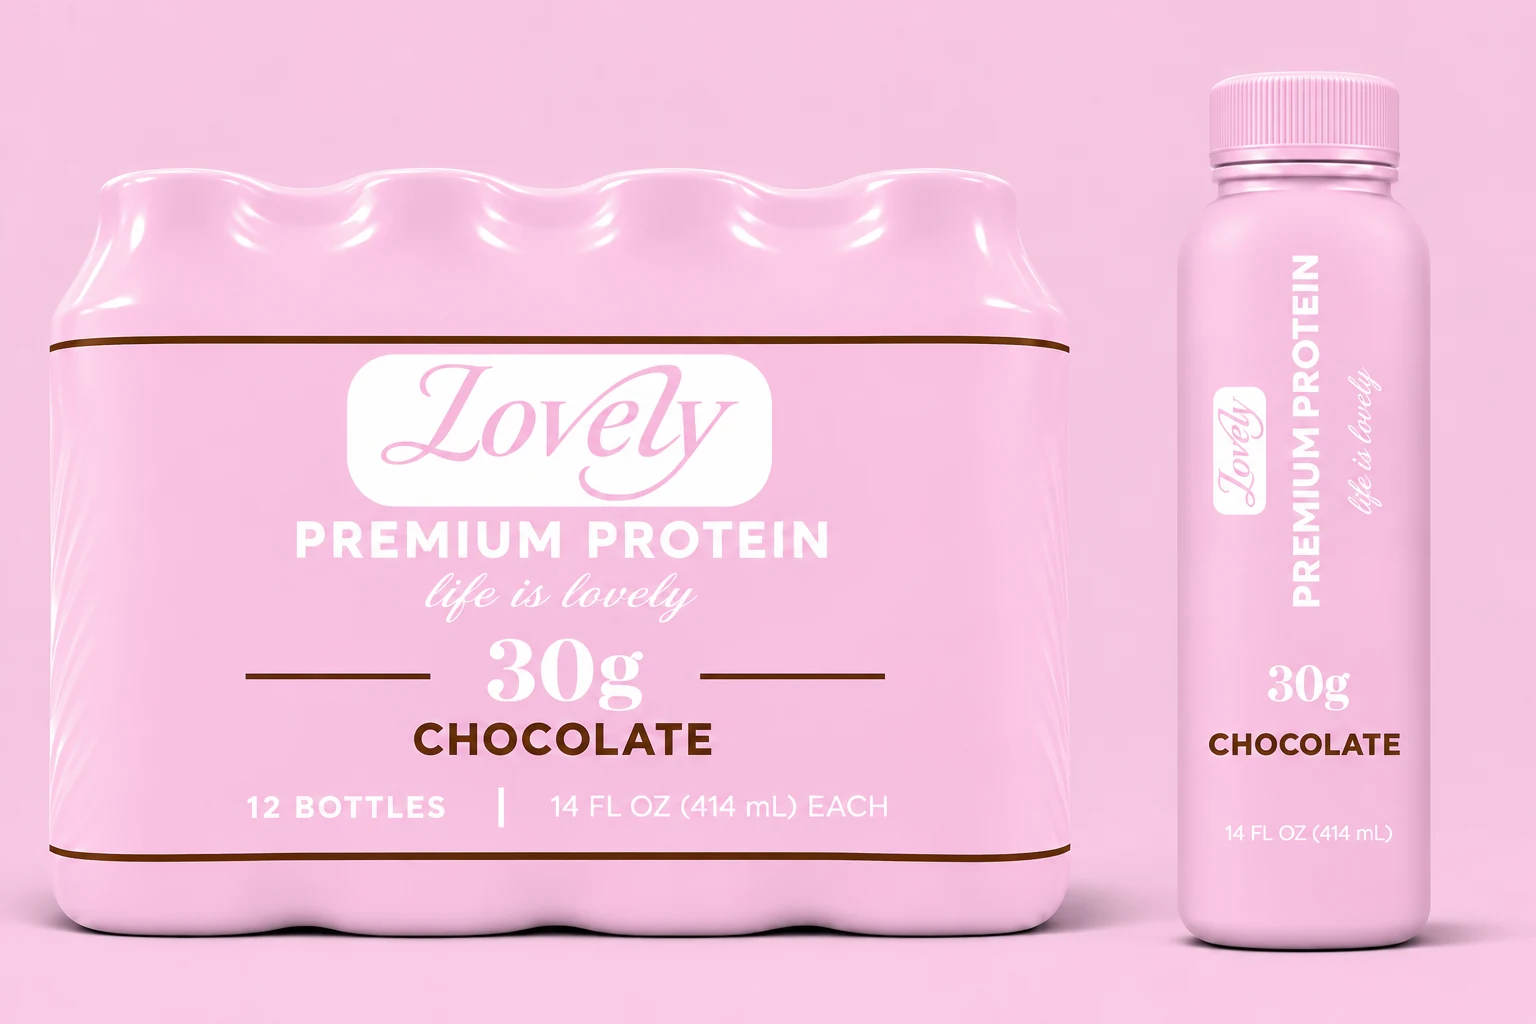 Lovely
PREMIUM PROTEIN
life is lovely
30g
CHOCOLATE
12 BOTTLES | 14 FL OZ (414 mL) EACH
Lovely
PREMIUM PROTEIN
life is lovely
30g
CHOCOLATE
14 FL OZ (414 mL)